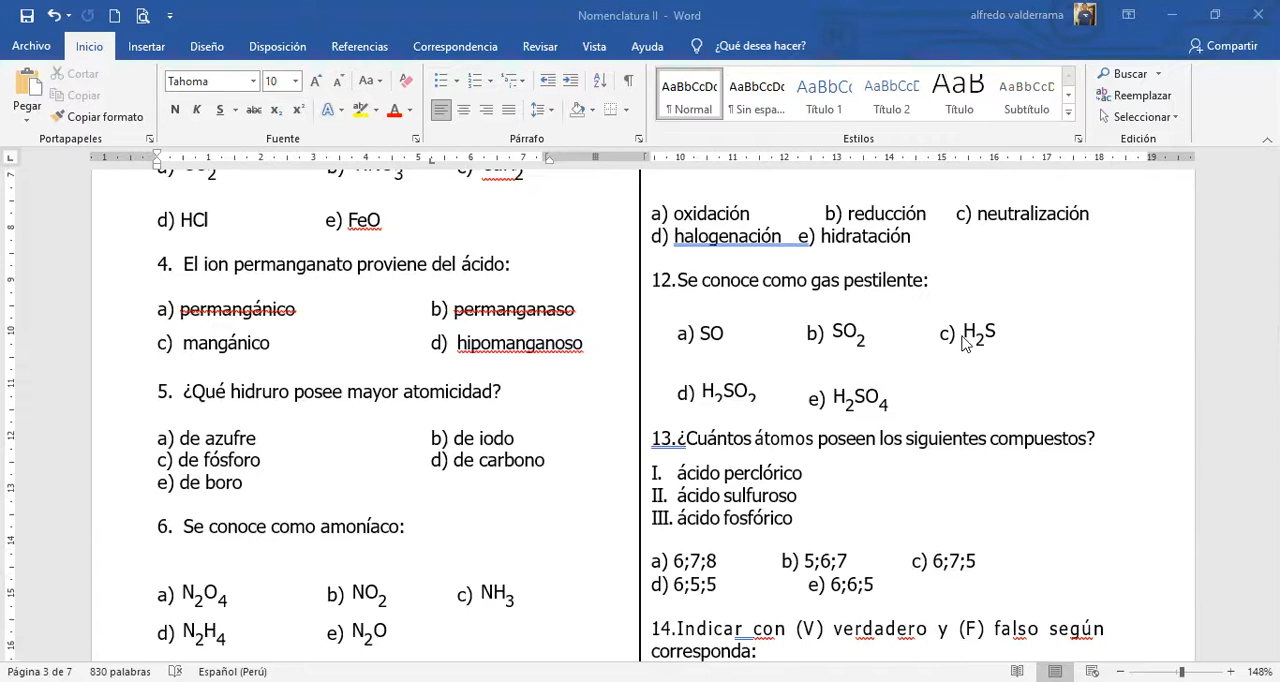 Nomenclatura II - Word
alfredo valderrama
Archivo Inicio Insertar Diseño Disposición Referencias Correspondencia Revisar Vista Ayuda ¿Qué desea hacer? Compartir
Pegar
Cortar
Copiar
Copiar formato
Tahoma 10
N K S abc x₂ x²
AaBbCcDc AaBbCcDc AaBbCc AaBbCcC AaB AaBbCcC
¶ Normal ¶ Sin espa... Título 1 Título 2 Título Subtítulo
Buscar
Reemplazar
Seleccionar
Portapapeles Fuente Párrafo Estilos Edición
d) HCl e) FeO
4. El ion permanganato proviene del ácido:
a) permangánico b) permanganaso
c) mangánico d) hipomanganoso
5. ¿Qué hidruro posee mayor atomicidad?
a) de azufre b) de iodo
c) de fósforo d) de carbono
e) de boro
6. Se conoce como amoníaco:
a) N₂O₄ b) NO₂ c) NH₃
d) N₂H₄ e) N₂O
a) oxidación b) reducción c) neutralización
d) halogenación e) hidratación
12.Se conoce como gas pestilente:
a) SO b) SO₂ c) H₂S
d) H₂SO₂ e) H₂SO₄
13.¿Cuántos átomos poseen los siguientes compuestos?
I. ácido perclórico
II. ácido sulfuroso
III. ácido fosfórico
a) 6;7;8 b) 5;6;7 c) 6;7;5
d) 6;5;5 e) 6;6;5
14.Indicar con (V) verdadero y (F) falso según
corresponda:
Página 3 de 7 830 palabras Español (Perú) 148%